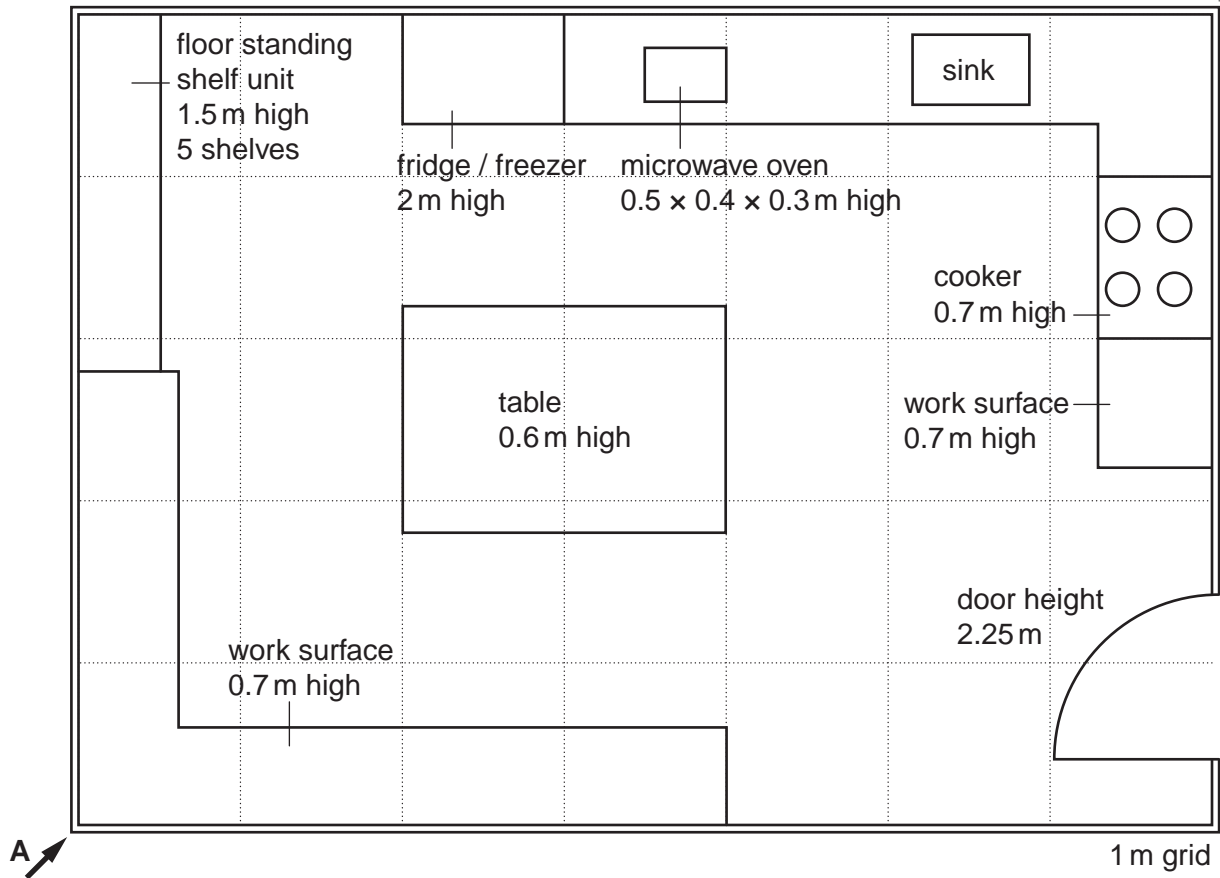 floor standing
shelf unit
1.5 m high
5 shelves
sink
fridge / freezer
2 m high
microwave oven
0.5 × 0.4 × 0.3 m high
cooker
0.7 m high
table
0.6 m high
work surface
0.7 m high
door height
2.25 m
work surface
0.7 m high
A
1 m grid